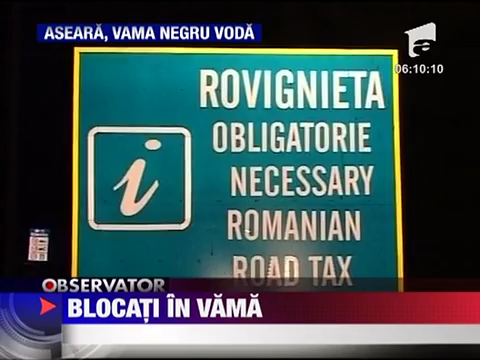 ASEARĂ, VAMA NEGRU VODĂ
a
06:10:10
ROVIGNIETA
OBLIGATORIE
i
NECESSARY
ROMANIAN
ROAD TAX
OBSERVATOR
BLOCAȚI ÎN VĂMĂ